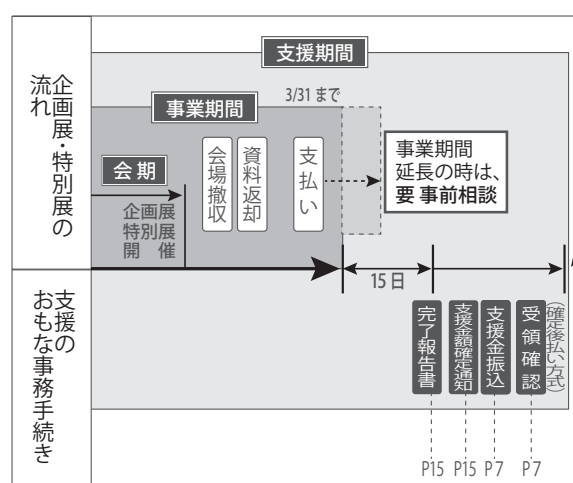 企画展・特別展の
流れ
支援期間
事業期間
3/31 まで
会 期
企画展
特別展
開 催
会場撤収
資料返却
支払い
事業期間
延長の時は、
要 事前相談
15 日
支援の
おもな事務手続き
完了報告書
支援金額確定通知
支援金振込
受領確認
(確定後払い方式)
P15
P15
P7
P7